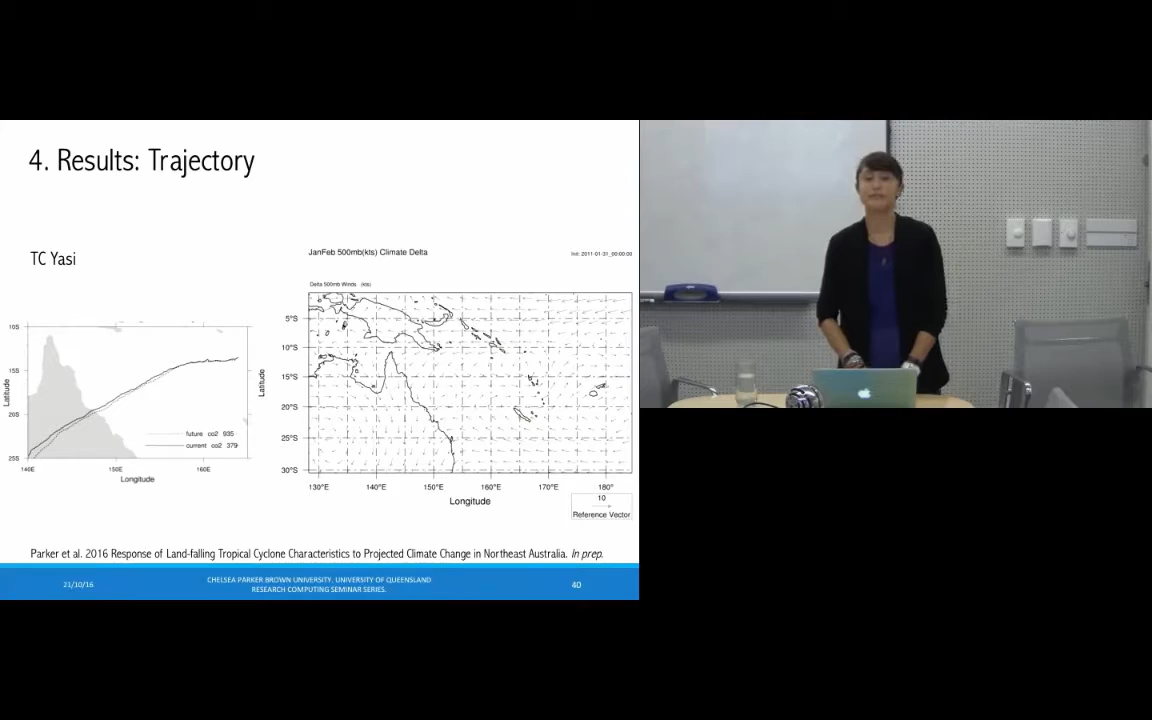 4. Results: Trajectory
TC Yasi
JanFeb 500mb(kts) Climate Delta
Init: 2011-01-31_00:00:00
Delta 500mb Winds (kts)
10S
15S
20S
25S
140E
150E
160E
Latitude
Longitude
future co2 935
current co2 379
Latitude
5°S
10°S
15°S
20°S
25°S
30°S
130°E
140°E
150°E
160°E
170°E
180°
Longitude
10
Reference Vector
Parker et al. 2016 Response of Land-falling Tropical Cyclone Characteristics to Projected Climate Change in Northeast Australia. In prep.
21/10/16
CHELSEA PARKER BROWN UNIVERSITY. UNIVERSITY OF QUEENSLAND
RESEARCH COMPUTING SEMINAR SERIES.
40